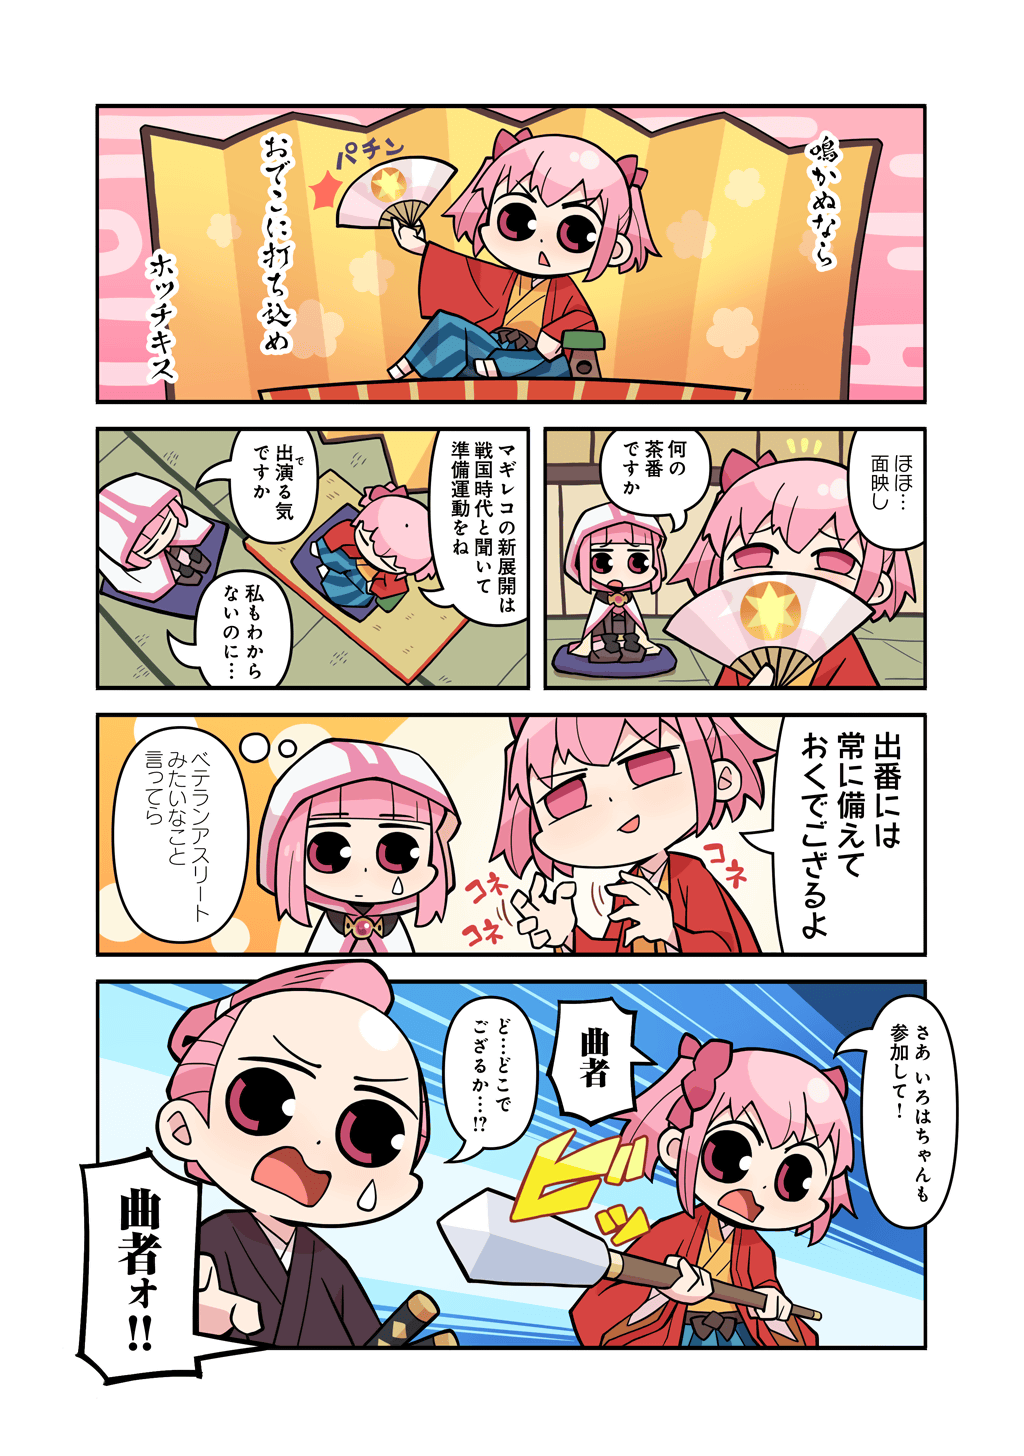 鳴かぬなら
パチン
おでこに打ち込め
ホッチキス
ほほ…
面映し
何の
茶番
ですか
マギレコの新展開は
戦国時代と聞いて
準備運動をね
出演る気
で
ですか
私もわから
ないのに…
出番には
常に備えて
おくでござるよ
コネ
コネ
コネ
ベテランアスリート
みたいなこと
言ってら
さあ いろはちゃんも
参加して！
曲者
ビッ
ど…どこで
ござるか…!?
曲者ォ!!